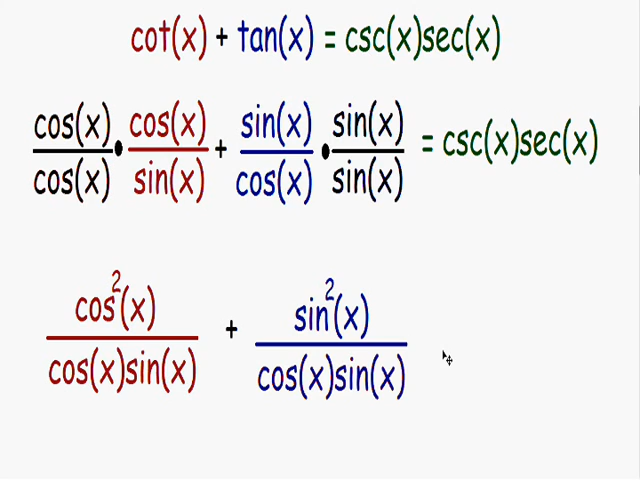 cot(x) + tan(x) = csc(x)sec(x)
cos(x)/cos(x) • cos(x)/sin(x) + sin(x)/cos(x) • sin(x)/sin(x) = csc(x)sec(x)
cos²(x)/cos(x)sin(x) + sin²(x)/cos(x)sin(x)